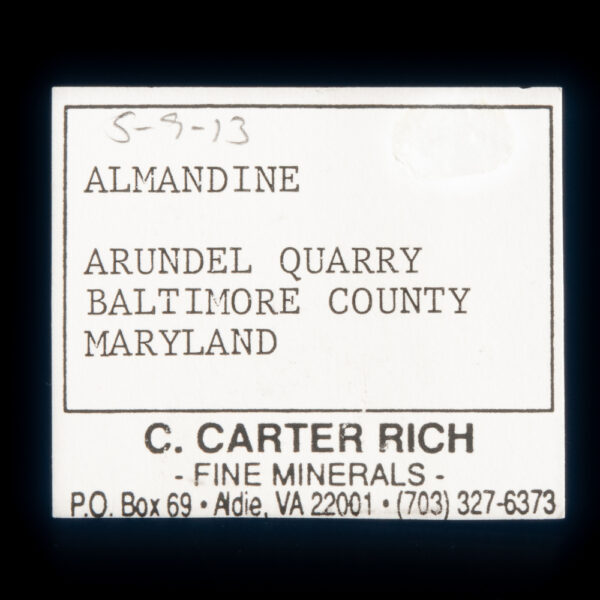 5-9-13
ALMANDINE
ARUNDEL QUARRY
BALTIMORE COUNTY
MARYLAND
C. CARTER RICH
- FINE MINERALS -
P.O. Box 69 • Aldie, VA 22001 • (703) 327-6373